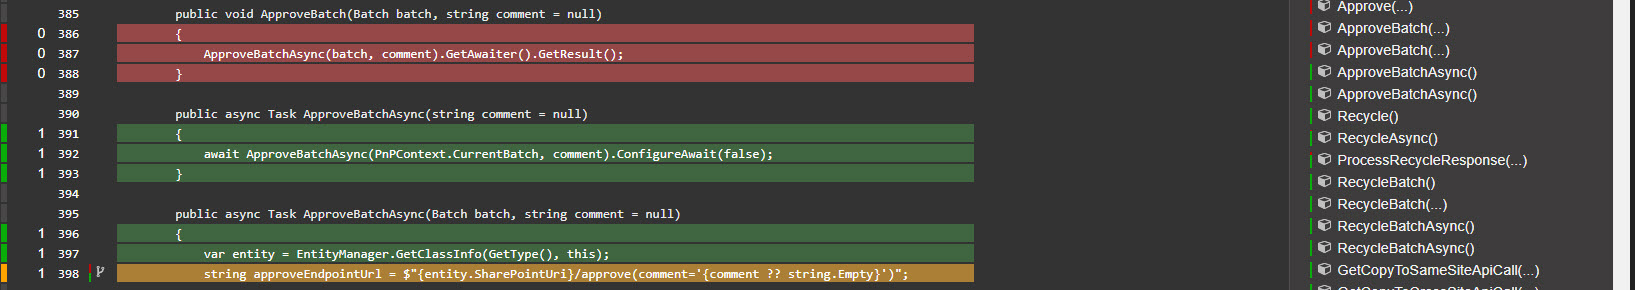 385 public void ApproveBatch(Batch batch, string comment = null)
0 386 {
0 387 ApproveBatchAsync(batch, comment).GetAwaiter().GetResult();
0 388 }
389
390 public async Task ApproveBatchAsync(string comment = null)
1 391 {
1 392 await ApproveBatchAsync(PnPContext.CurrentBatch, comment).ConfigureAwait(false);
1 393 }
394
395 public async Task ApproveBatchAsync(Batch batch, string comment = null)
1 396 {
1 397 var entity = EntityManager.GetClassInfo(GetType(), this);
1 398 string approveEndpointUrl = $"{entity.SharePointUri}/approve(comment='{comment ?? string.Empty}')";
Approve(...)
ApproveBatch(...)
ApproveBatch(...)
ApproveBatchAsync()
ApproveBatchAsync()
Recycle()
RecycleAsync()
ProcessRecycleResponse(...)
RecycleBatch()
RecycleBatch(...)
RecycleBatchAsync()
RecycleBatchAsync()
GetCopyToSameSiteApiCall(...)